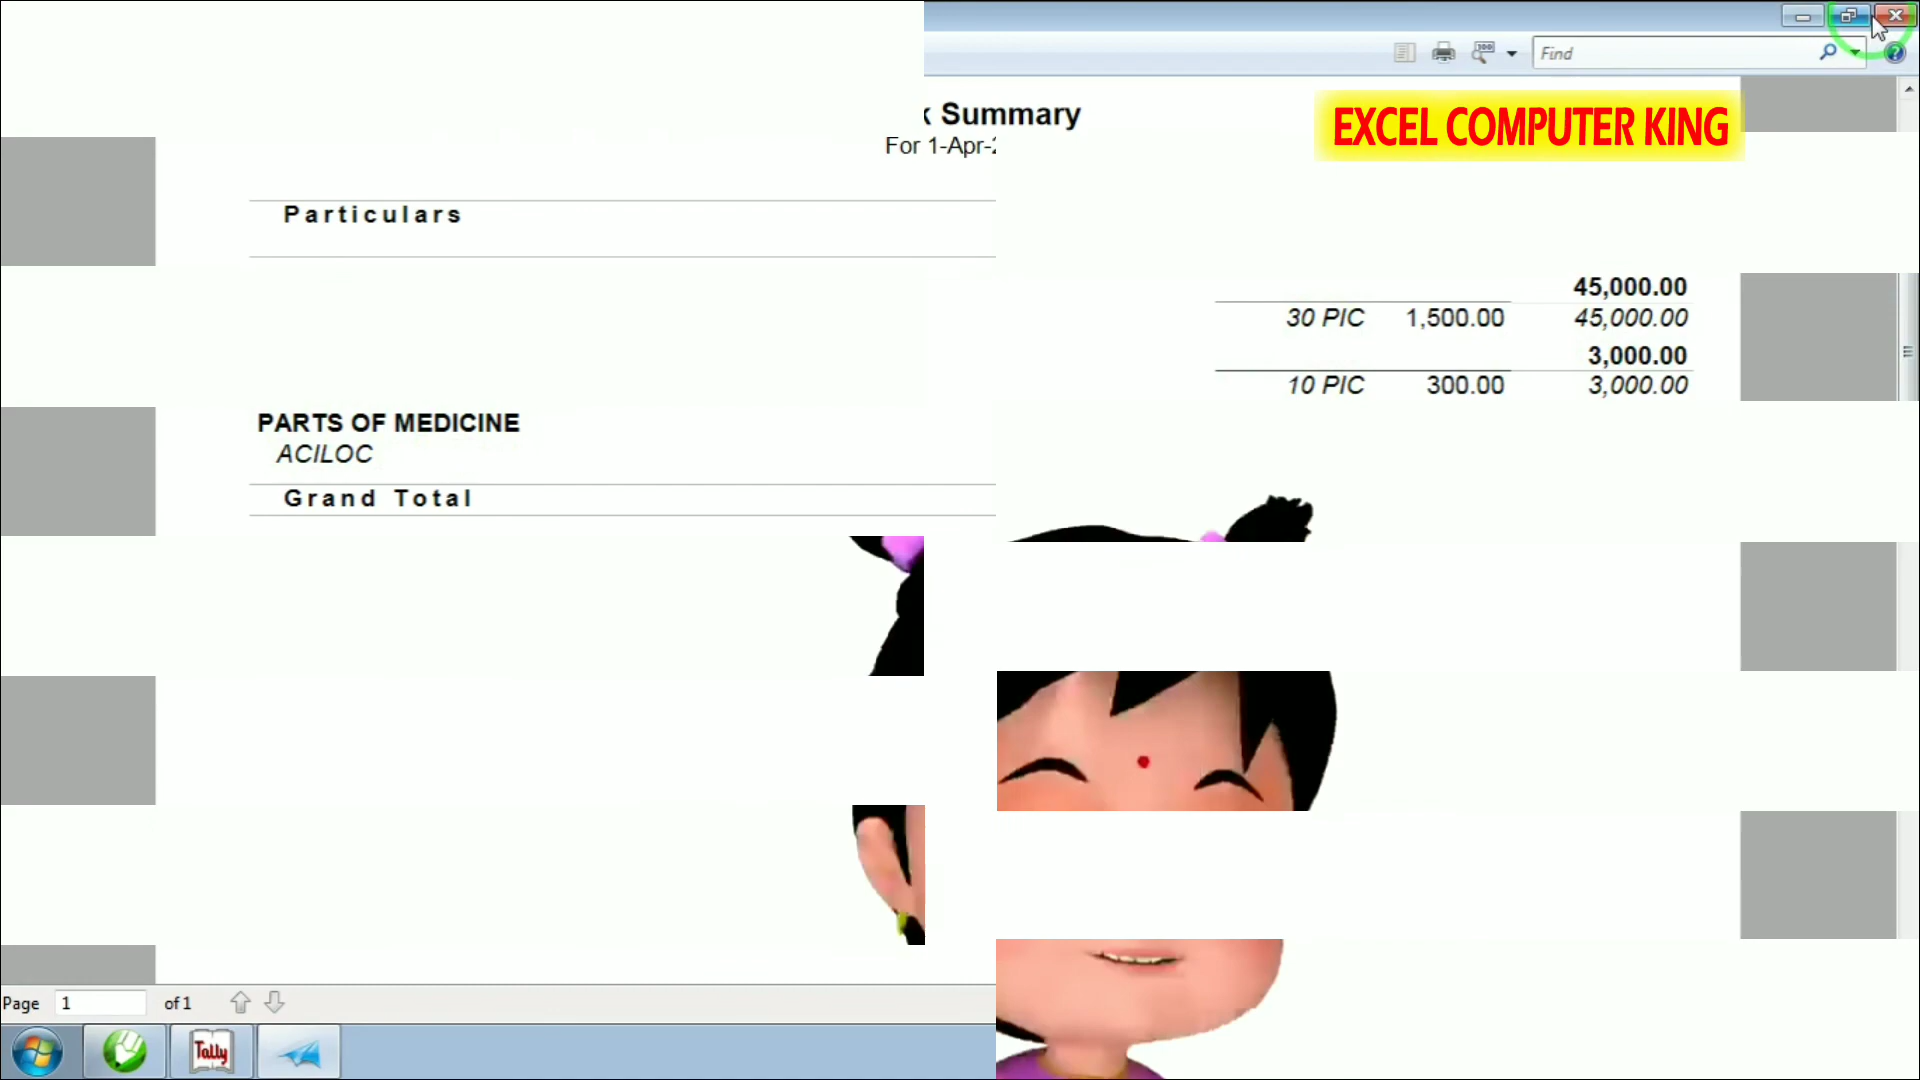 Find
Summary
EXCEL COMPUTER KING
For 1-Apr-
Particulars
45,000.00
30 PIC 1,500.00 45,000.00
3,000.00
10 PIC 300.00 3,000.00
PARTS OF MEDICINE
ACILOC
Grand Total
Page 1 of 1
Tally